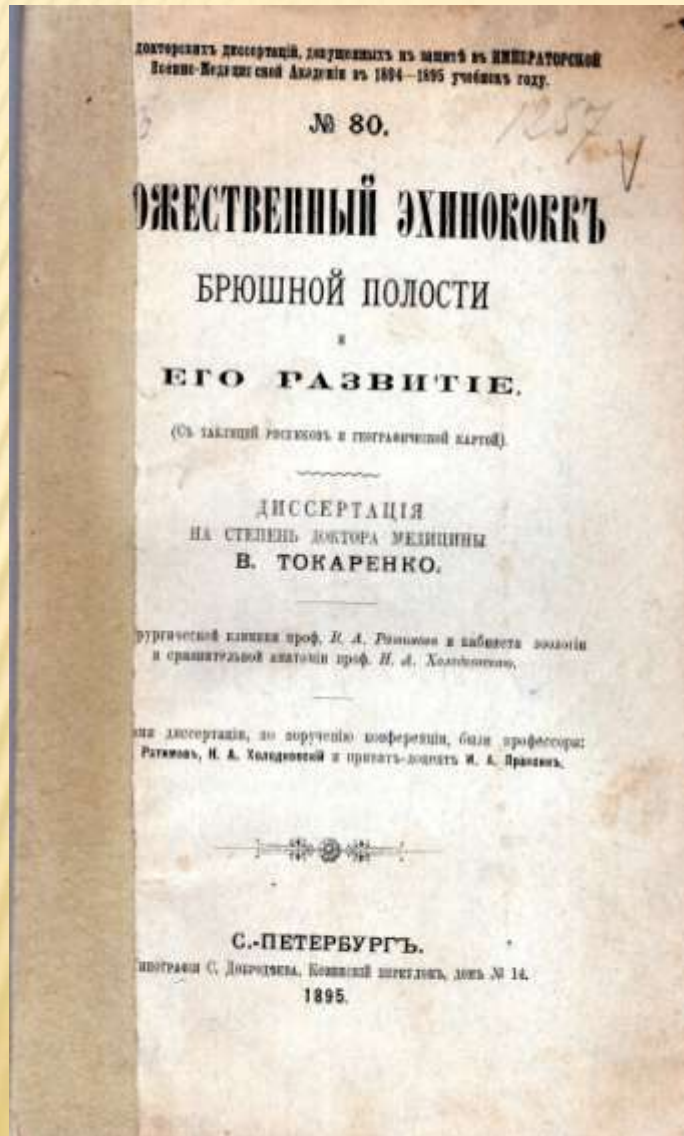 докторскихъ диссертацій, допущенныхъ къ защитѣ въ ИМПЕРАТОРСКОЙ
Военно-Медицинской Академіи въ 1894—1895 учебномъ году.
№ 80.
1257
ОЖЕСТВЕННЫЙ ЭХИНОКОККЪ
БРЮШНОЙ ПОЛОСТИ
и
ЕГО РАЗВИТІЕ.
(Съ таблицей рисунковъ и географической картой).
ДИССЕРТАЦІЯ
НА СТЕПЕНЬ ДОКТОРА МЕДИЦИНЫ
В. ТОКАРЕНКО.
рургической клиники проф. В. А. Ратимова и кабинета зоологіи
и сравнительной анатоміи проф. Н. А. Холодковскаго.
диссертаціи, по порученію конференціи, были профессора:
Ратимовъ, Н. А. Холодковскій и приватъ-доцентъ И. А.
С.-ПЕТЕРБУРГЪ.
ипографія С. Добродѣева, Ковенскій переулокъ, домъ № 14.
1895.